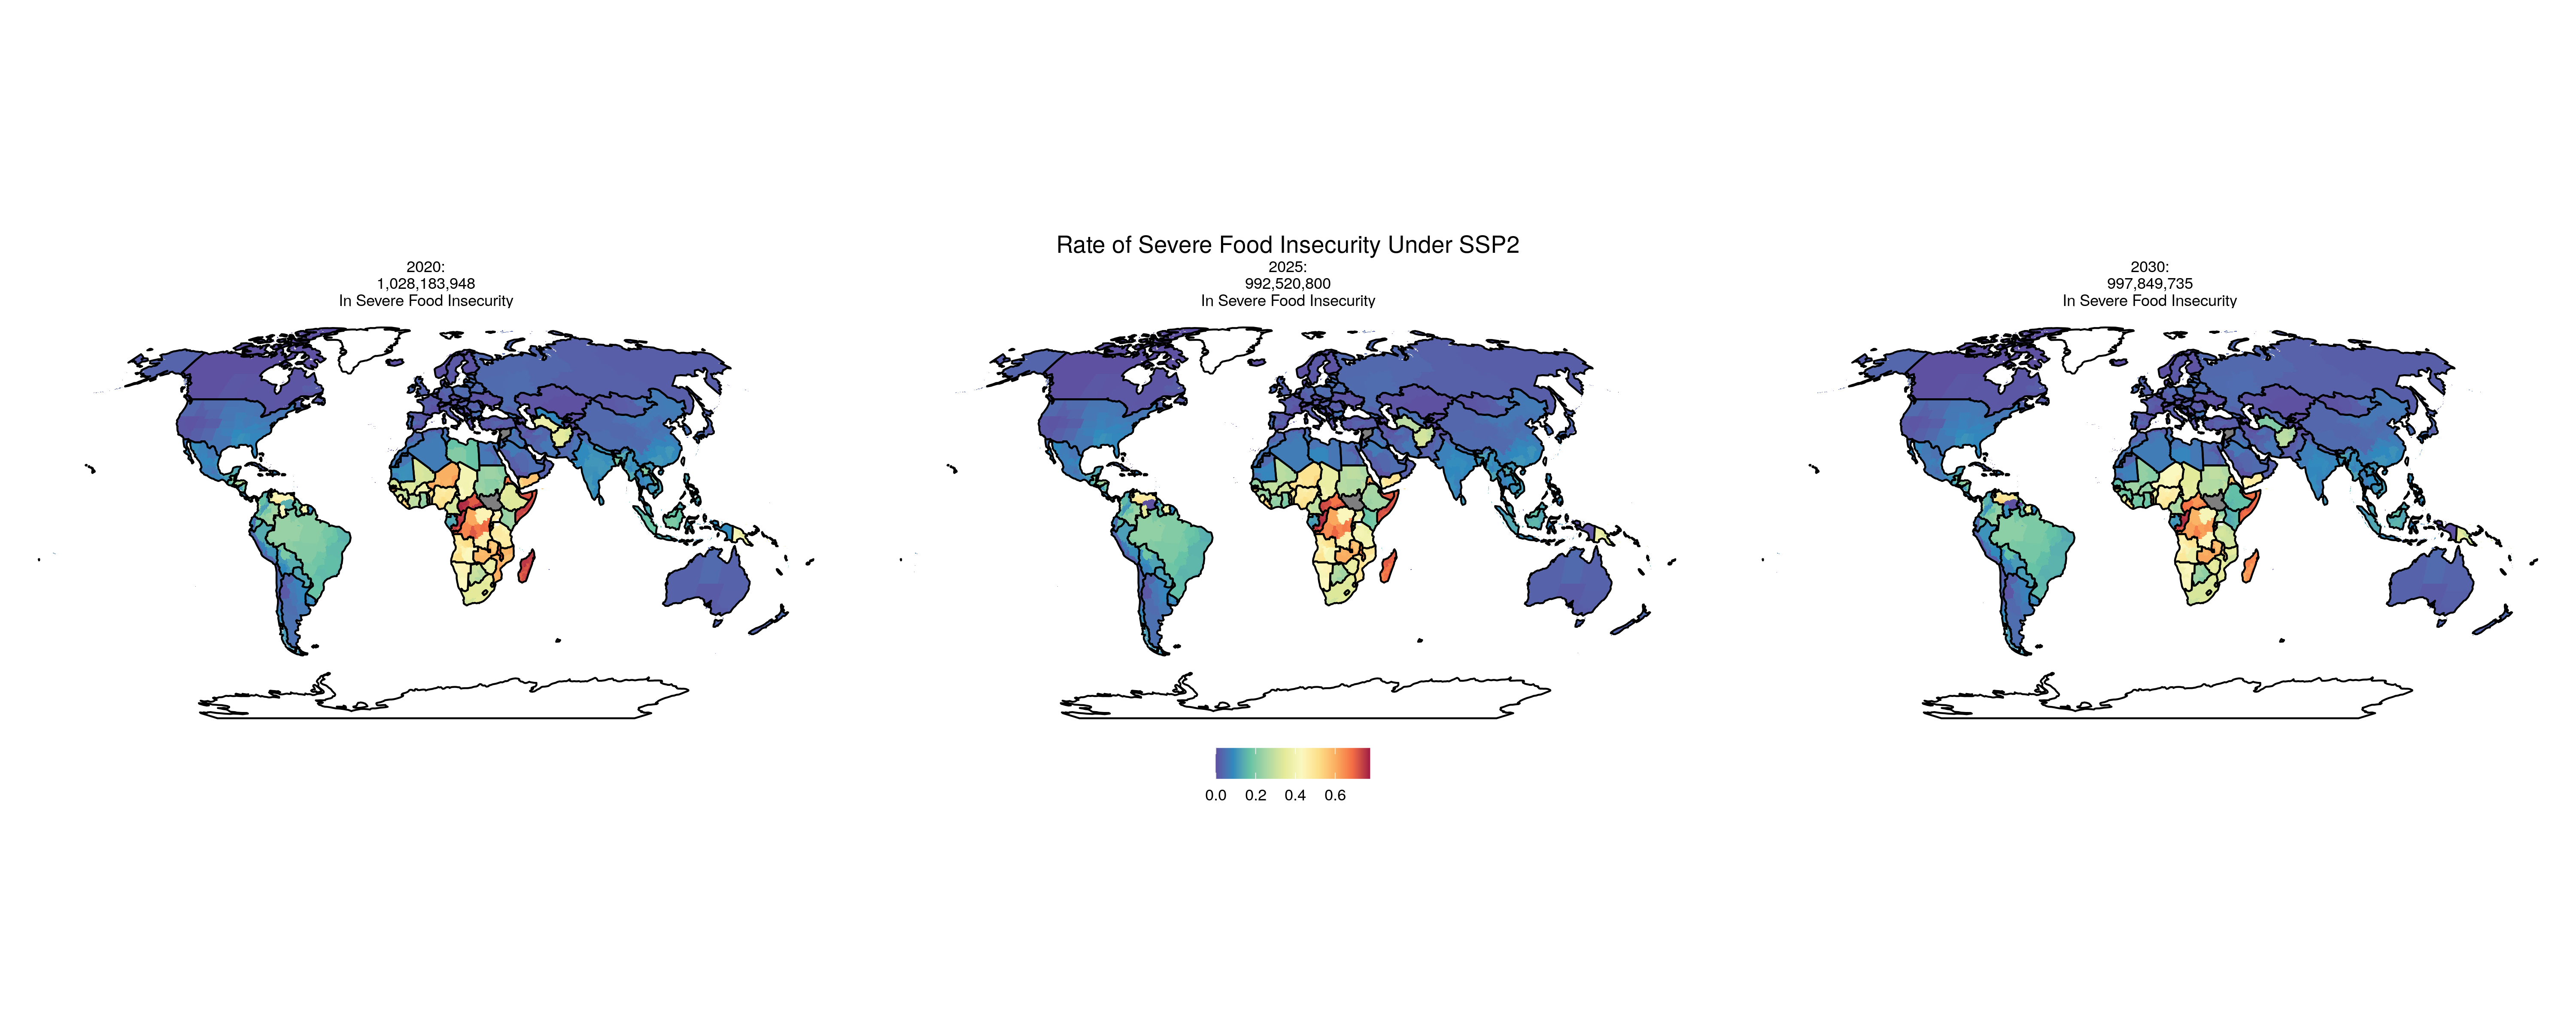 Rate of Severe Food Insecurity Under SSP2
2020:
1,028,183,948
In Severe Food Insecurity
2025:
992,520,800
In Severe Food Insecurity
2030:
997,849,735
In Severe Food Insecurity
0.0 0.2 0.4 0.6